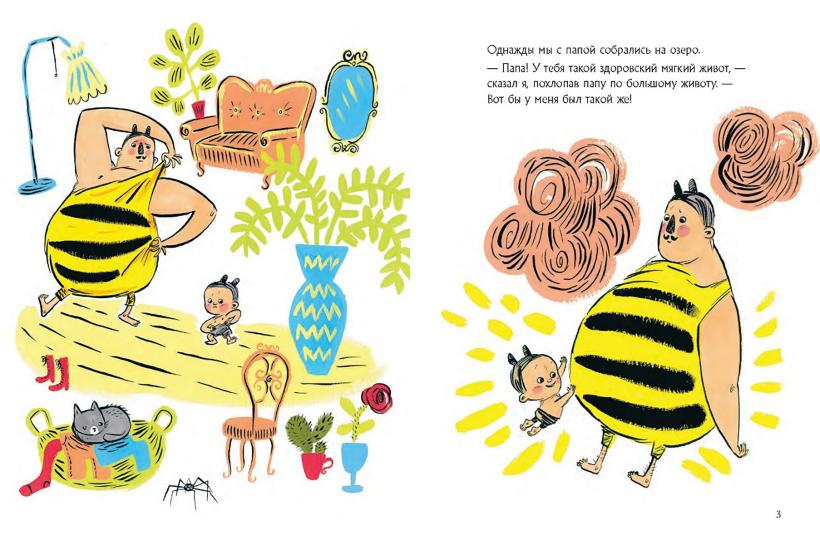 Однажды мы с папой собрались на озеро.
— Папа! У тебя такой здоровский мягкий живот, —
сказал я, похлопав папу по большому животу. —
Вот бы у меня был такой же!
3